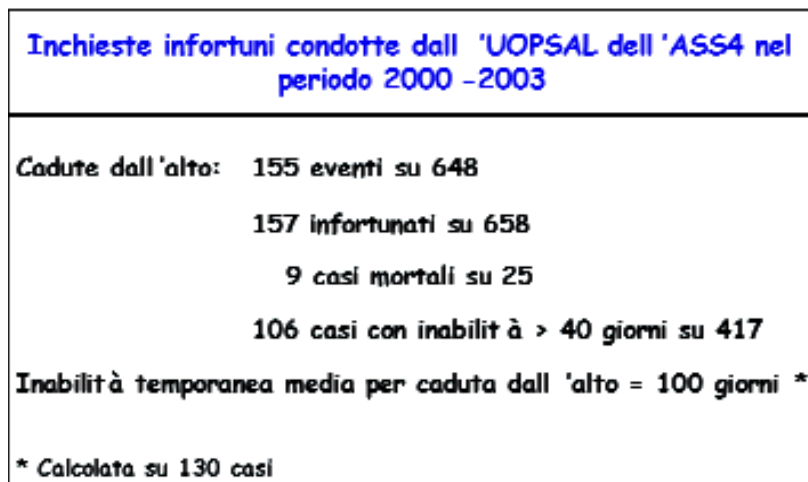 Inchieste infortuni condotte dall 'UOPSAL dell 'ASS4 nel
periodo 2000 -2003
Cadute dall'alto: 155 eventi su 648
157 infortunati su 658
9 casi mortali su 25
106 casi con inabilità > 40 giorni su 417
Inabilità temporanea media per caduta dall 'alto = 100 giorni *
* Calcolata su 130 casi